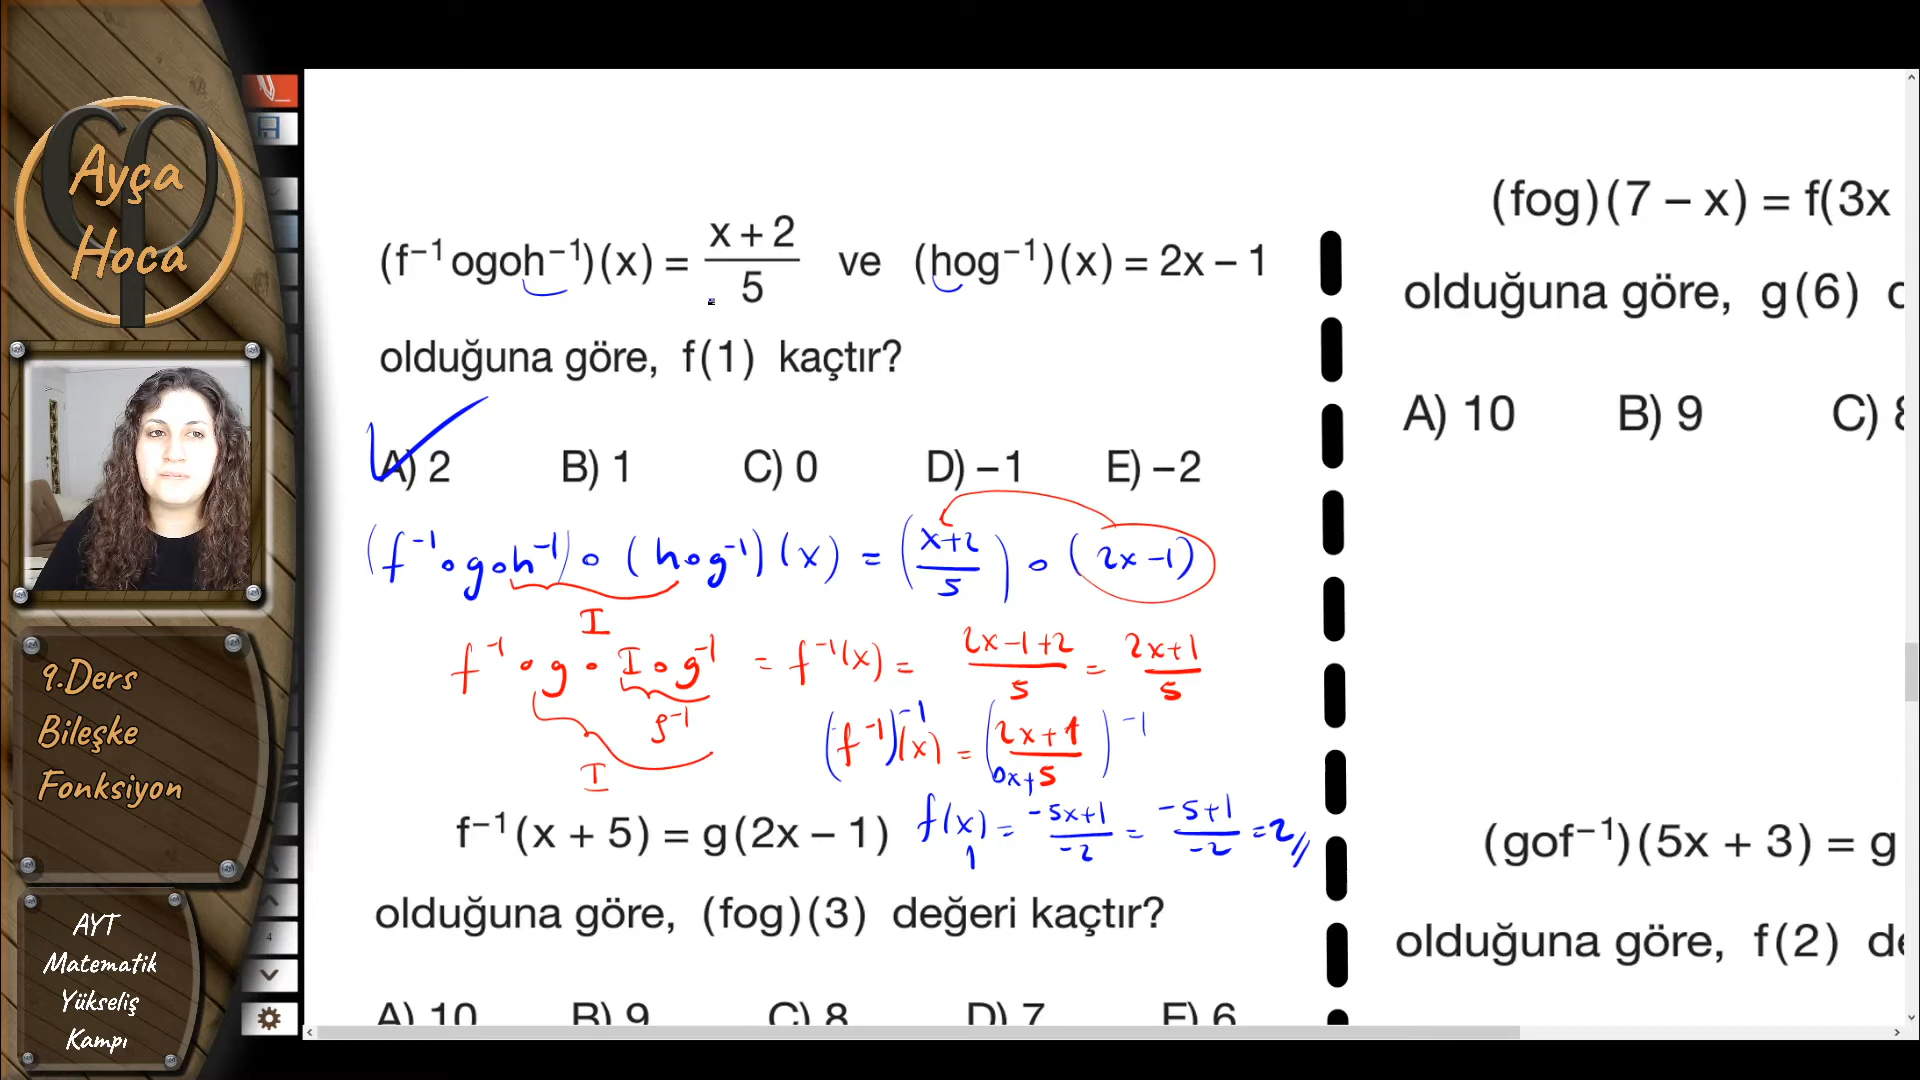 Ayça
Hoca
9.Ders
Bileşke
Fonksiyon
AYT
Matematik
Yükseliş
Kampı
4
(f⁻¹ogoh⁻¹)(x) = (x + 2)/5 ve (hog⁻¹)(x) = 2x – 1
olduğuna göre, f(1) kaçtır?
A) 2 B) 1 C) 0 D) –1 E) –2
(f⁻¹ogoh⁻¹) o (hog⁻¹)(x) = ((x+2)/5) o (2x-1)
I
f⁻¹ o g o I o g⁻¹ = f⁻¹(x) = (2x-1+2)/5 = (2x+1)/5
g⁻¹
I
(f⁻¹)⁻¹(x) = ((2x+1)/(0x+5))⁻¹
f(x) = (-5x+1)/-2 = (-5+1)/-2 = 2//
1
f⁻¹(x + 5) = g(2x – 1)
olduğuna göre, (fog)(3) değeri kaçtır?
A) 10 B) 9 C) 8 D) 7 E) 6
(fog)(7 – x) = f(3x
olduğuna göre, g(6)
A) 10 B) 9 C)
(gof⁻¹)(5x + 3) = g
olduğuna göre, f(2) de